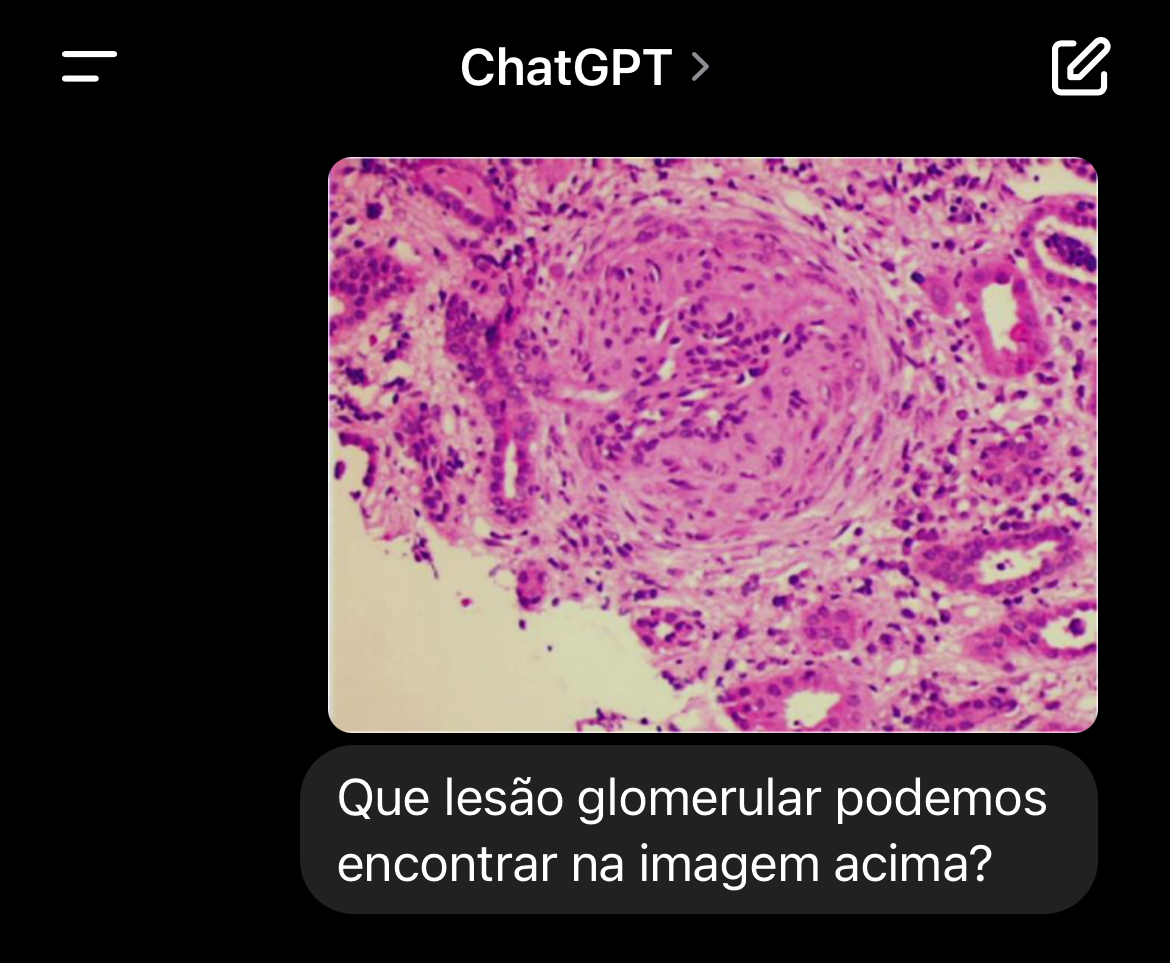 ChatGPT >
Que lesão glomerular podemos
encontrar na imagem acima?